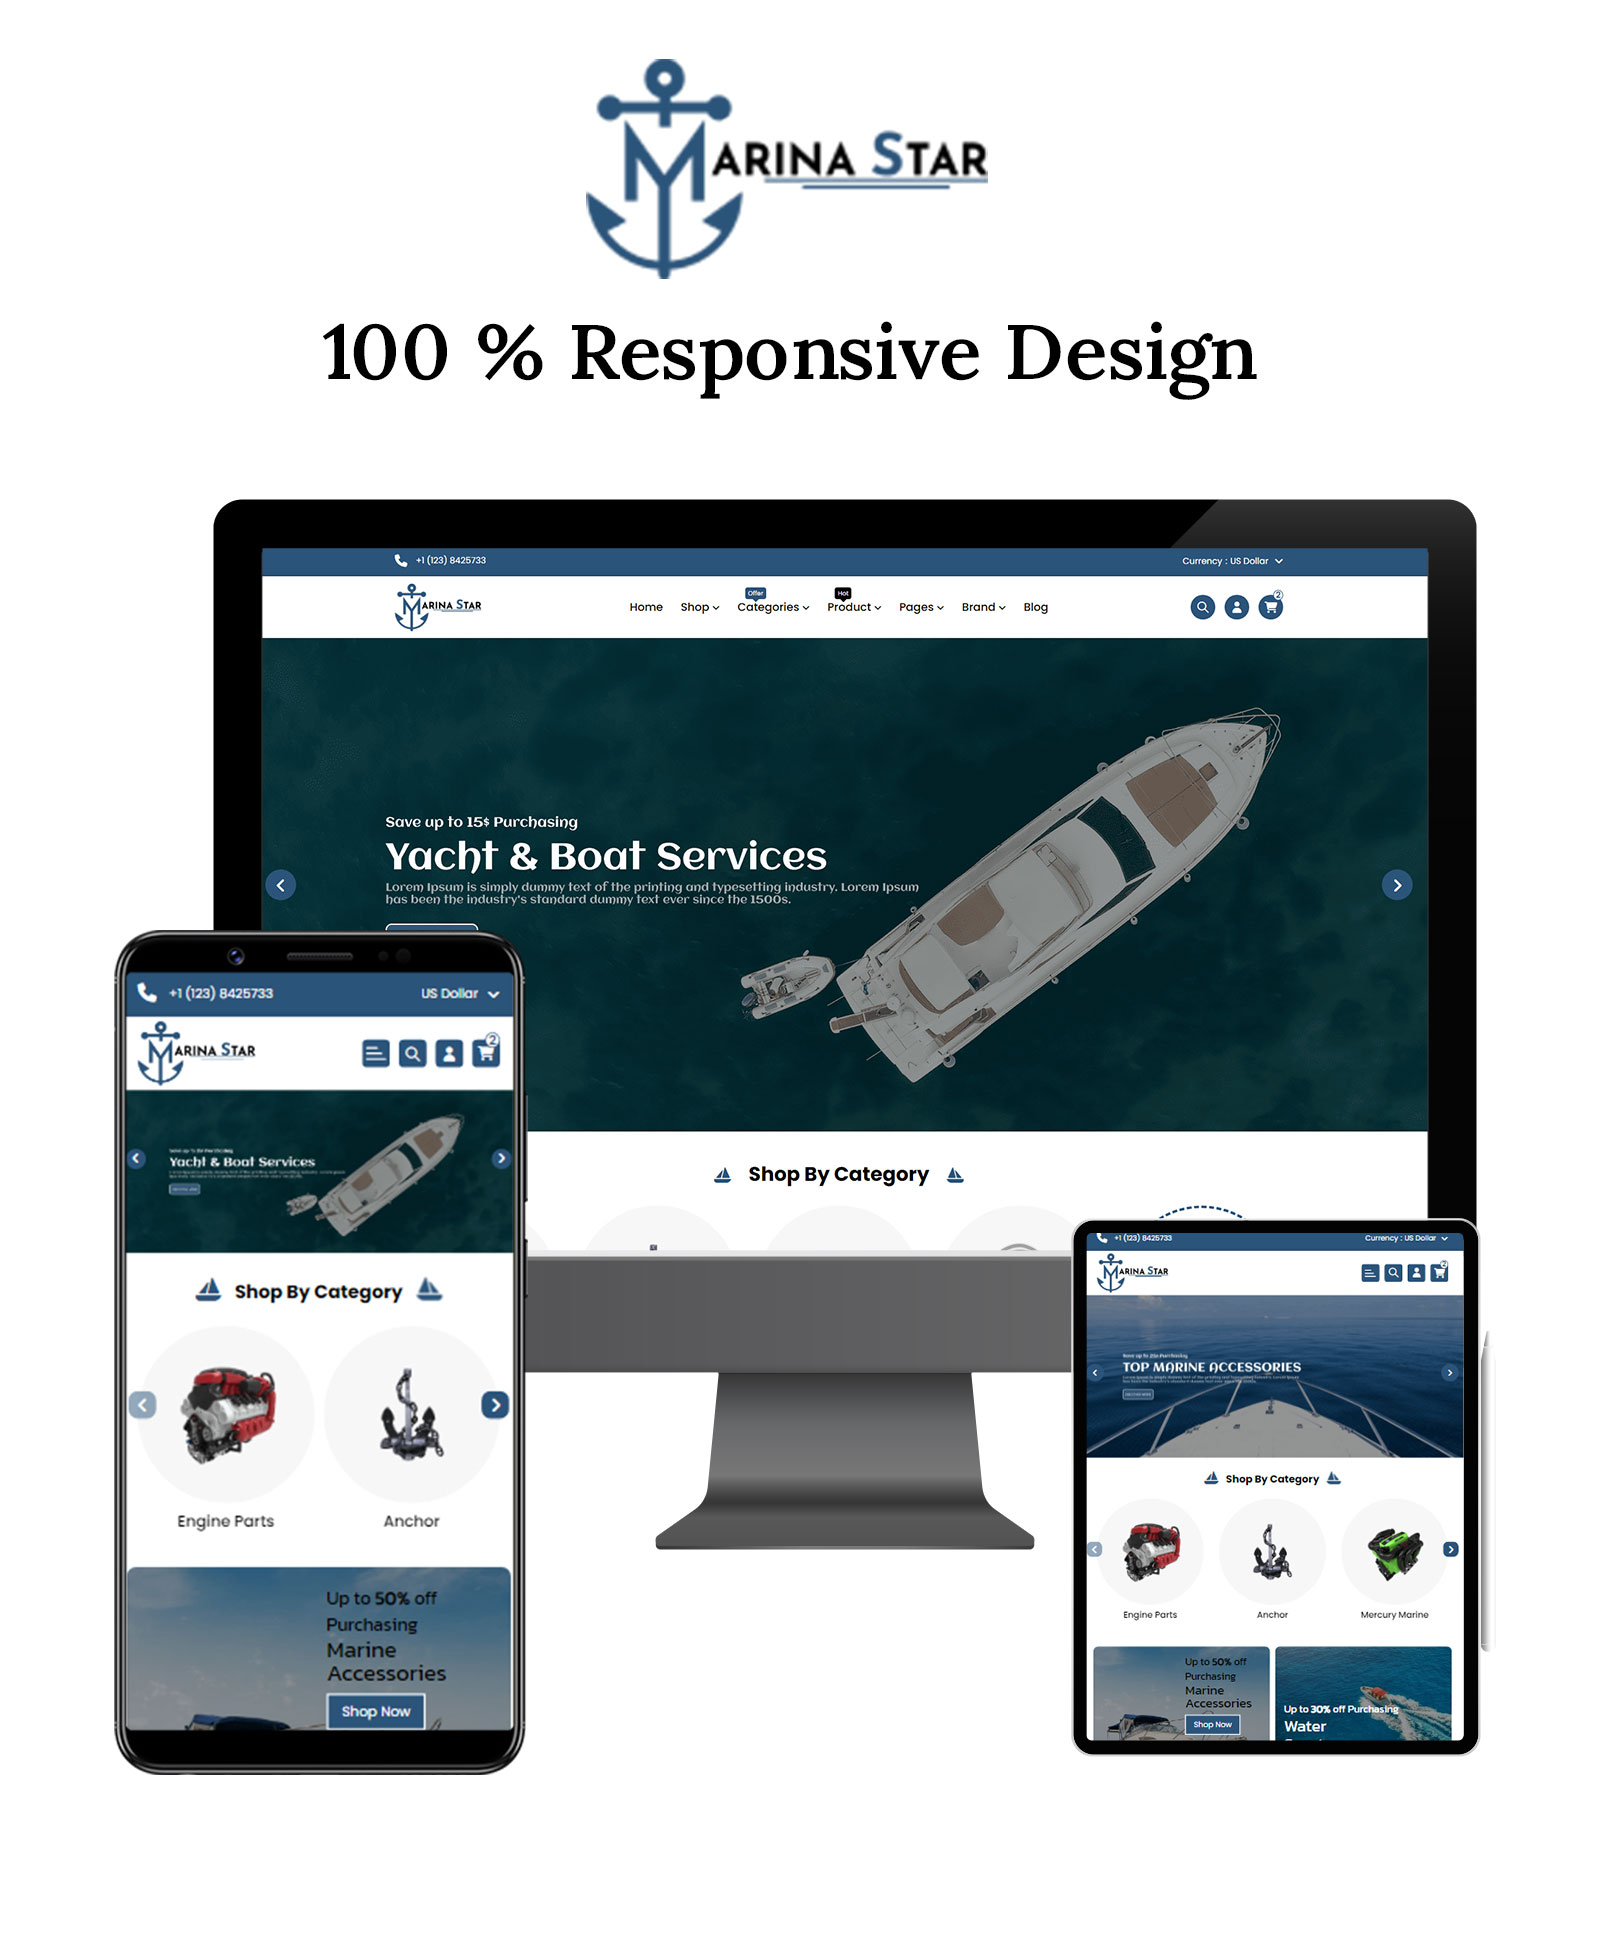 MARINA STAR
100 % Responsive Design
+1 (123) 8425733
Currency : US Dollar
MARINA STAR
Offer
Hot
Home Shop Categories Product Pages Brand Blog
2
Save up to 15$ Purchasing
Yacht & Boat Services
Lorem Ipsum is simply dummy text of the printing and typesetting industry. Lorem Ipsum
has been the industry's standard dummy text ever since the 1500s.
Shop By Category
+1 (123) 8425733
US Dollar
MARINA STAR
2
Save up to 15$ Purchasing
Yacht & Boat Services
Shop By Category
Engine Parts
Anchor
Up to 50% off
Purchasing
Marine
Accessories
Shop Now
+1 (123) 8425733
Currency : US Dollar
MARINA STAR
2
TOP MARINE ACCESSORIES
Shop By Category
Engine Parts
Anchor
Mercury Marine
Up to 50% off
Purchasing
Marine
Accessories
Shop Now
Up to 30% off Purchasing
Water